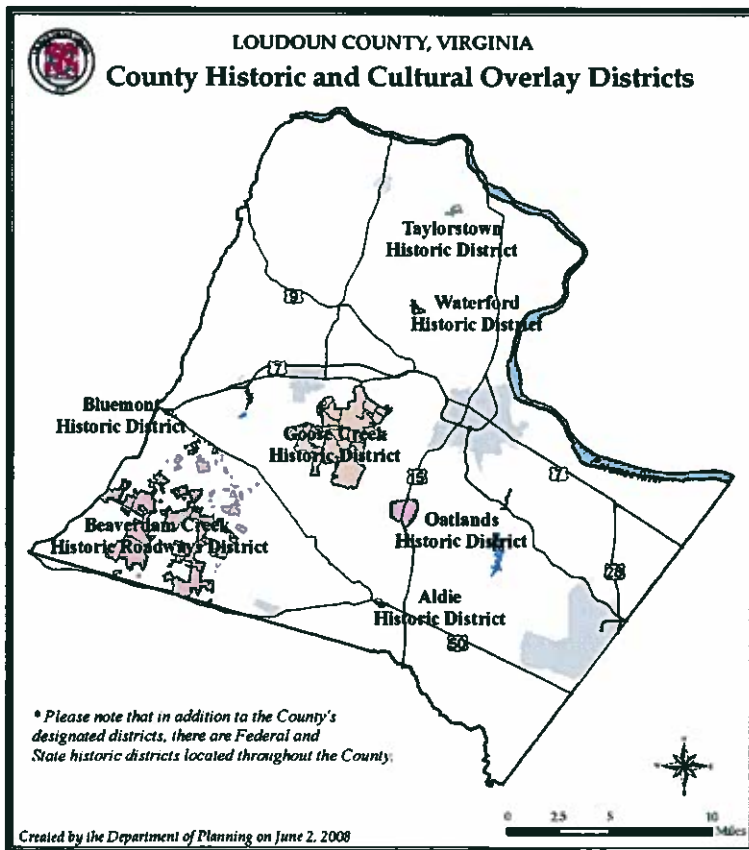 LOUDOUN COUNTY, VIRGINIA
County Historic and Cultural Overlay Districts
Taylorstown
Historic District
9
Waterford
Historic District
7
Bluemont
Historic District
Goose Creek
Historic District
15
7
Beaverdam Creek
Historic Roadways District
Oatlands
Historic District
28
Aldie
Historic District
50
* Please note that in addition to the County's
designated districts, there are Federal and
State historic districts located throughout the County.
0 2.5 5 10
Miles
Created by the Department of Planning on June 2, 2008